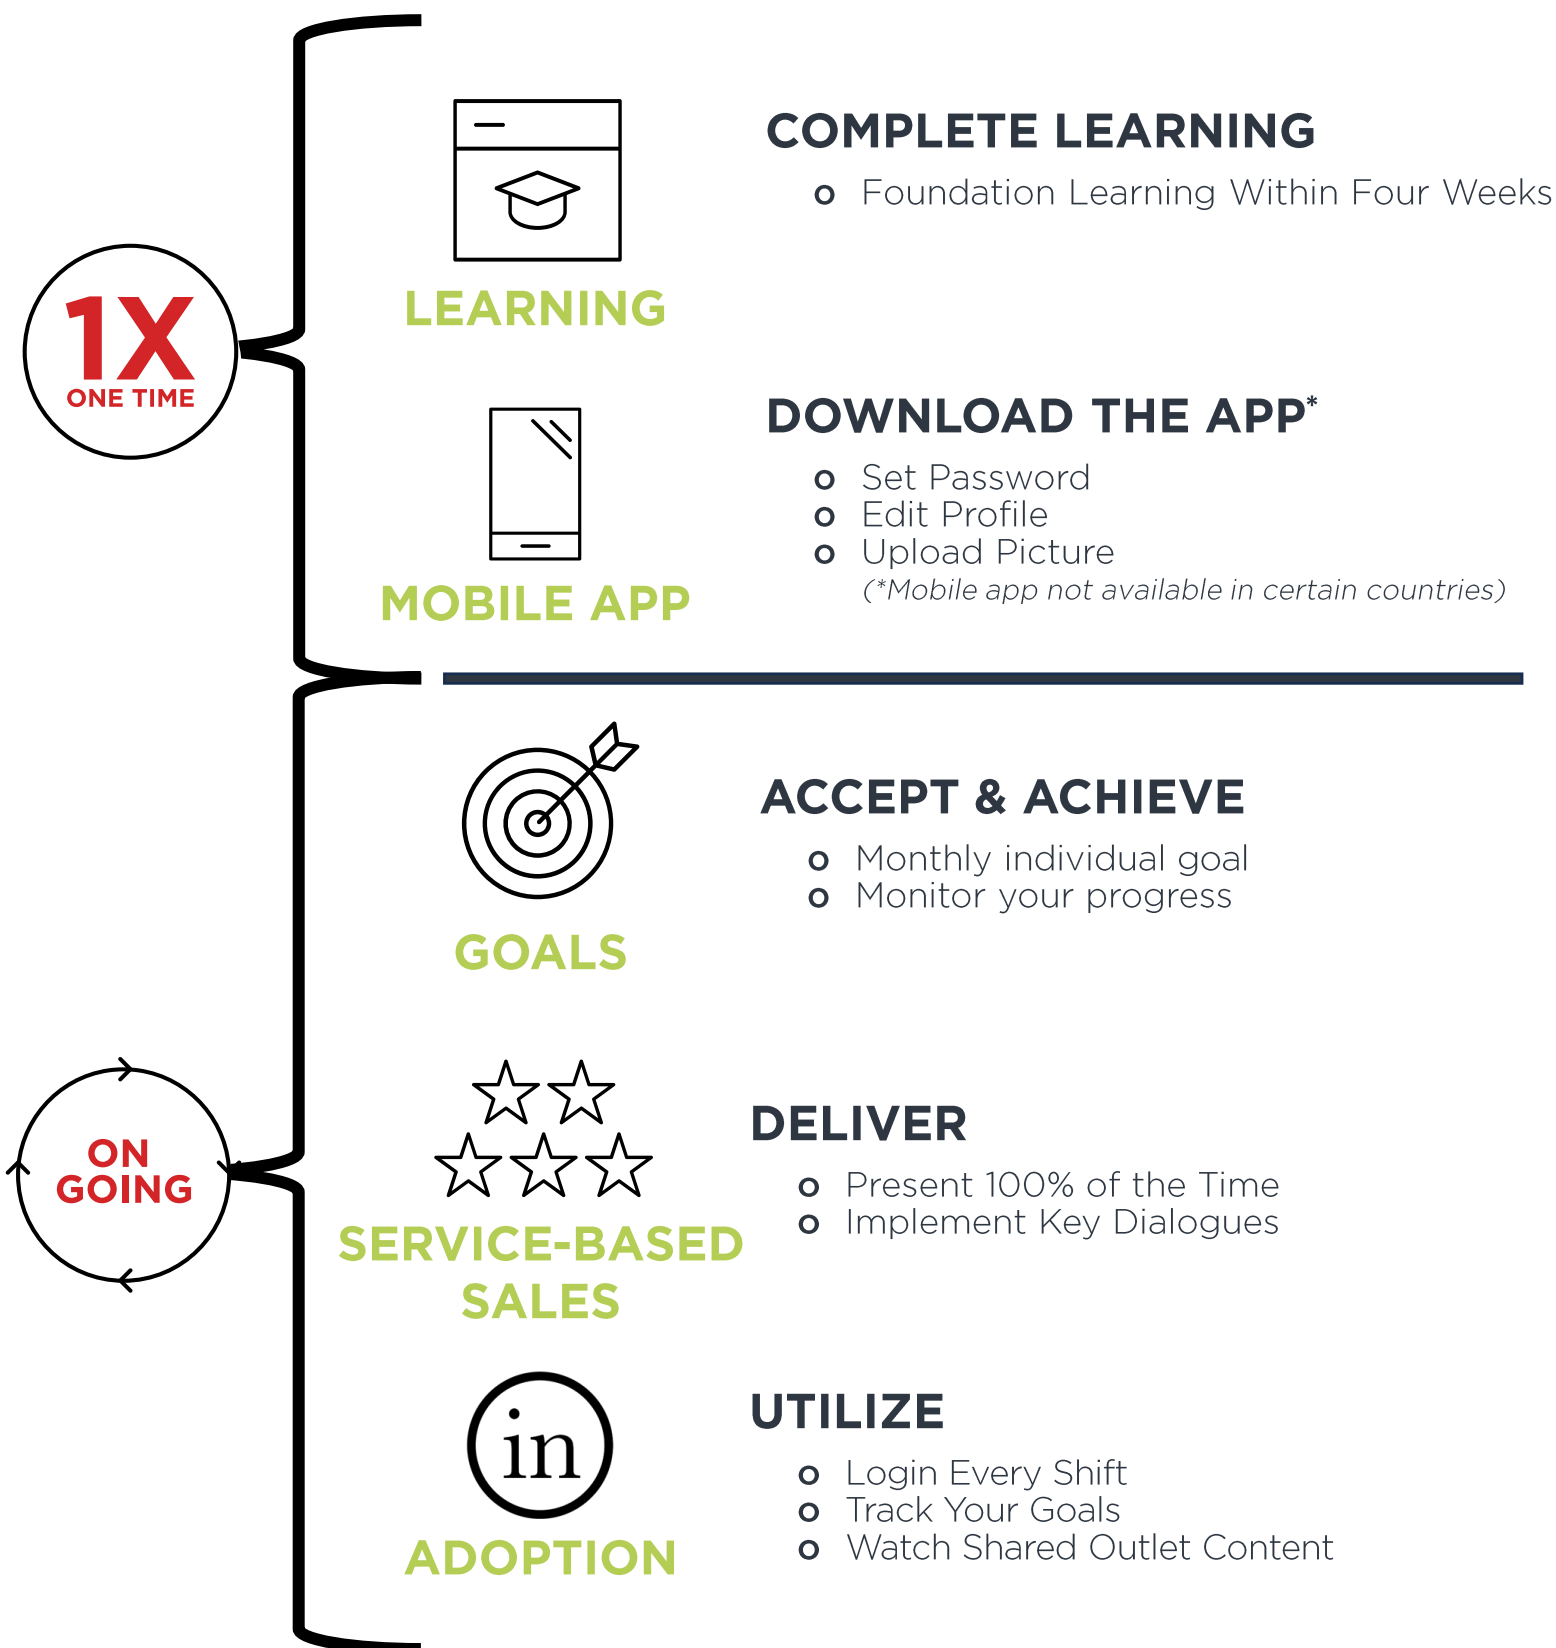 COMPLETE LEARNING
o Foundation Learning Within Four Weeks
LEARNING
1X
ONE TIME
DOWNLOAD THE APP*
o Set Password
o Edit Profile
o Upload Picture
(*Mobile app not available in certain countries)
MOBILE APP
ACCEPT & ACHIEVE
o Monthly individual goal
o Monitor your progress
GOALS
ON
GOING
DELIVER
o Present 100% of the Time
o Implement Key Dialogues
SERVICE-BASED
SALES
in
UTILIZE
o Login Every Shift
o Track Your Goals
o Watch Shared Outlet Content
ADOPTION